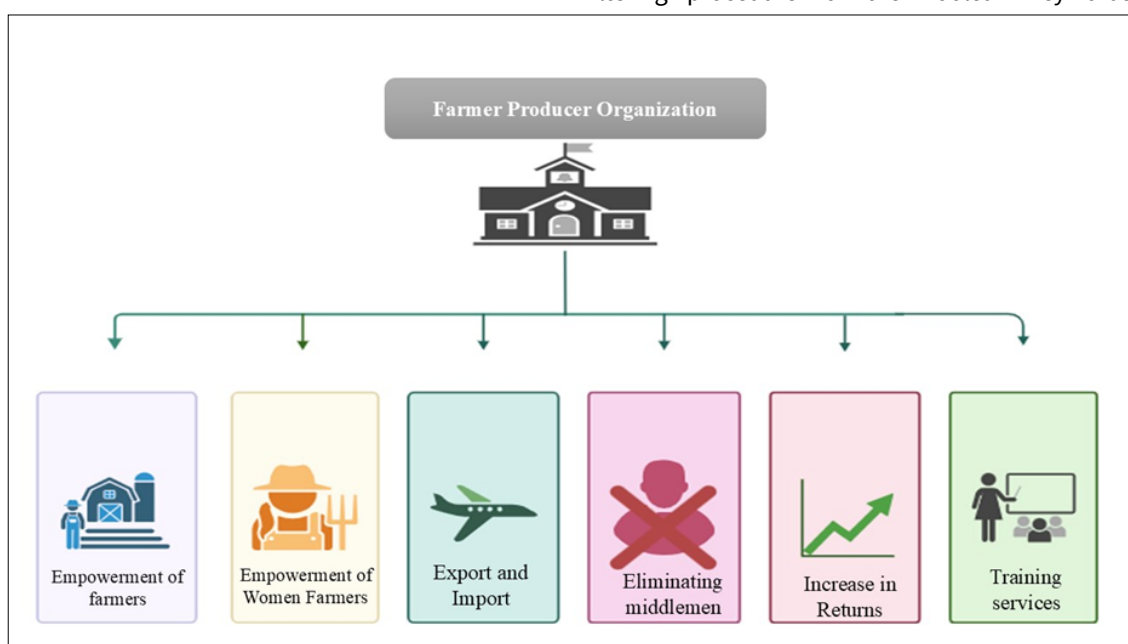 Farmer Producer Organization
Empowerment of
farmers
Empowerment of
Women Farmers
Export and
Import
Eliminating
middlemen
Increase in
Returns
Training
services